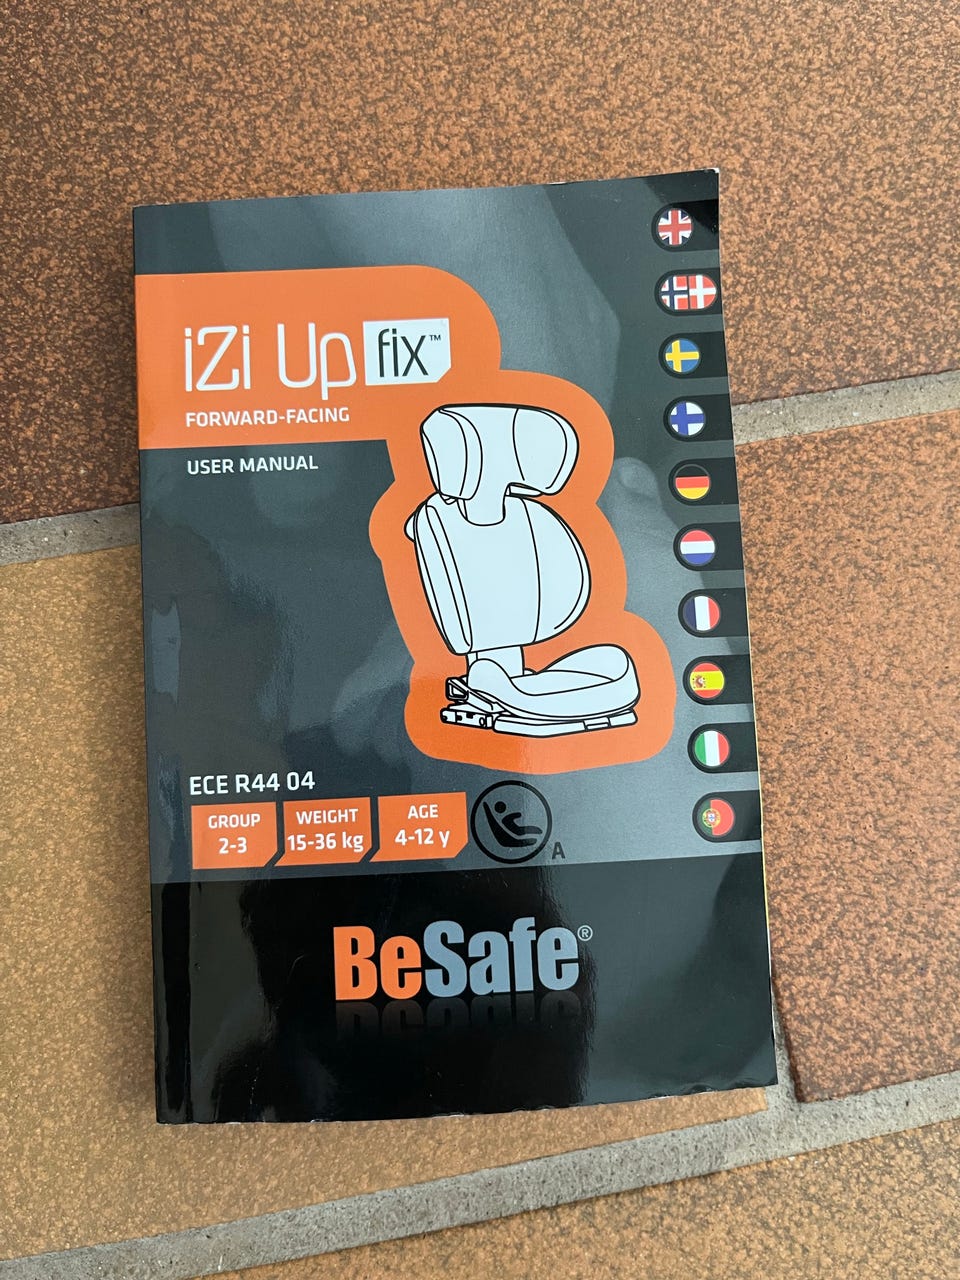 iZi Up fix™
FORWARD-FACING
USER MANUAL
ECE R44 04
GROUP
2-3
WEIGHT
15-36 kg
AGE
4-12 y
A
BeSafe®